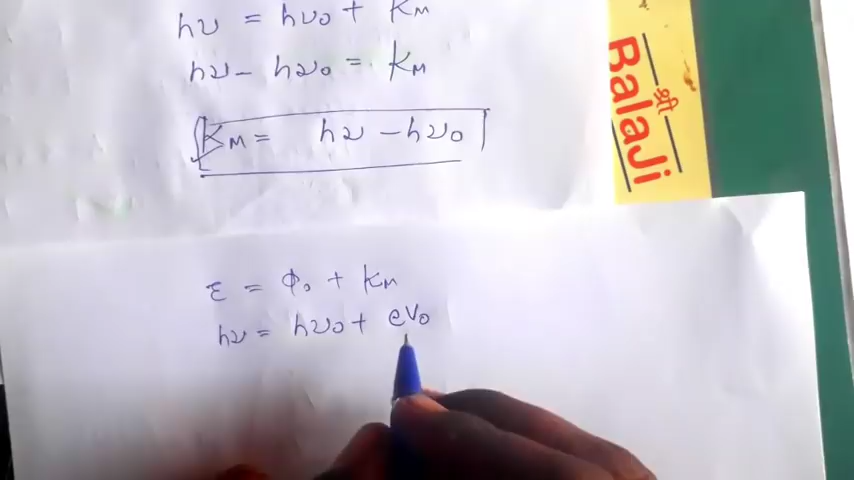 hν = hν₀ + KM
hν - hν₀ = KM
KM = hν - hν₀
श्री
BalaJi
E = Φ₀ + KM
hν = hν₀ + eV₀